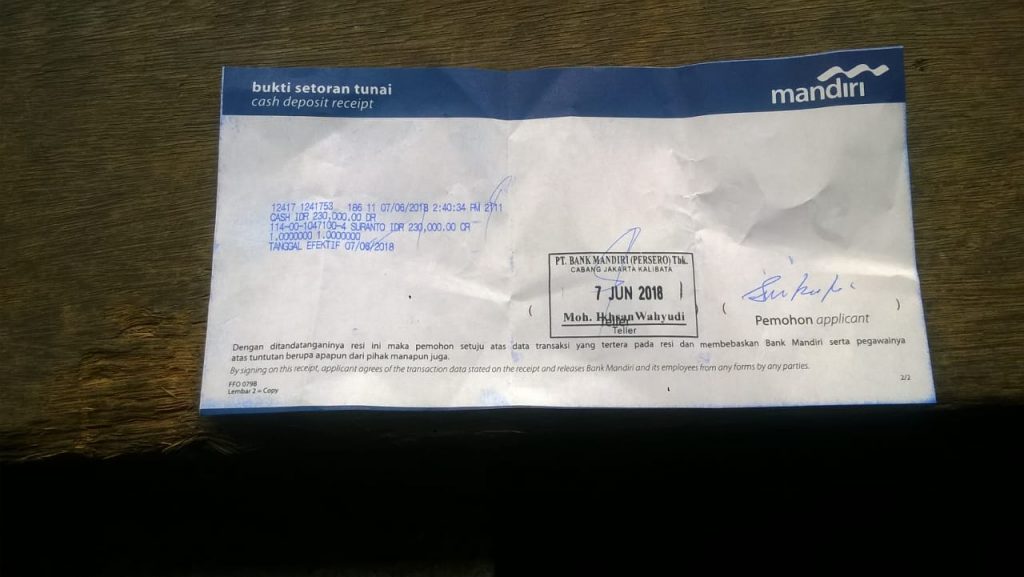 bukti setoran tunai
cash deposit receipt
mandiri
12417 1241753 186 11 07/06/2018 2:40:34 PM 2111
CASH IDR 230,000.00 DR
114-00-1047100-4 SURANTO IDR 230,000.00 CR
1.0000000 1.0000000
TANGGAL EFEKTIF 07/06/2018
PT. BANK MANDIRI (PERSERO) Tbk.
CABANG JAKARTA KALIBATA
7 JUN 2018
Moh. Ikhsan Wahyudi
Teller
Teller
( ( )
Pemohon applicant
Dengan ditandatanganinya resi ini maka pemohon setuju atas data transaksi yang tertera pada resi dan membebaskan Bank Mandiri serta pegawainya
atas tuntutan berupa apapun dari pihak manapun juga.
By signing on this receipt, applicant agrees of the transaction data stated on the receipt and releases Bank Mandiri and its employees from any forms by any parties.
FFO 079B
Lembar 2 = Copy
2/2